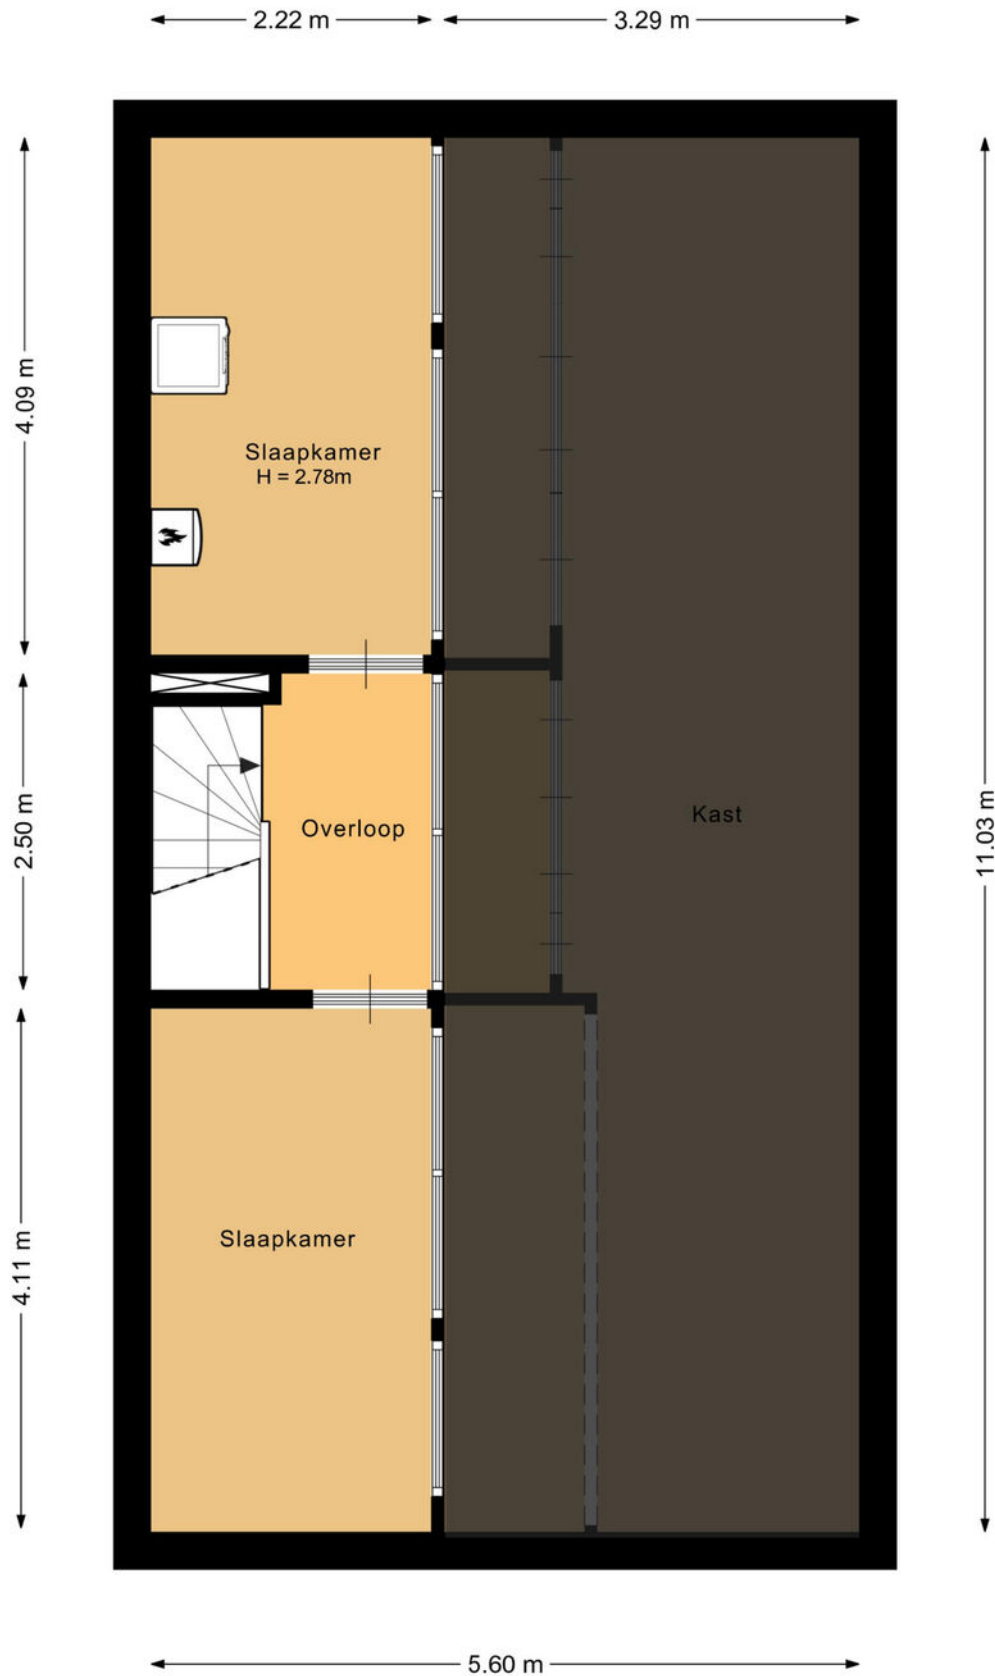 2.22 m
3.29 m
4.09 m
Slaapkamer
H = 2.78m
2.50 m
Overloop
Kast
11.03 m
4.11 m
Slaapkamer
5.60 m